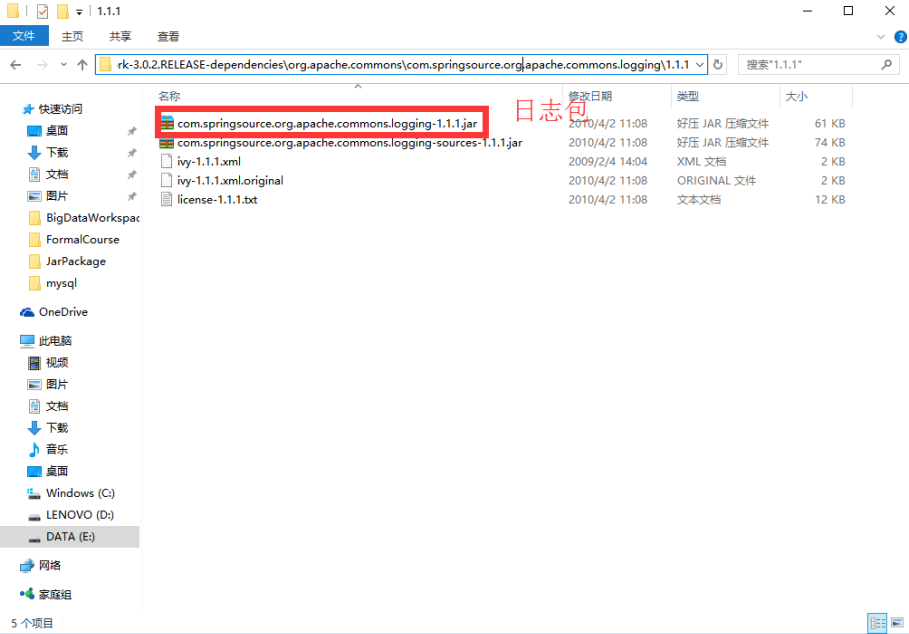 1.1.1
文件 主页 共享 查看
rk-3.0.2.RELEASE-dependencies\org.apache.commons\com.springsource.org.apache.commons.logging\1.1.1
搜索"1.1.1"
名称 修改日期 类型 大小
日志包
com.springsource.org.apache.commons.logging-1.1.1.jar 2010/4/2 11:08 好压 JAR 压缩文件 61 KB
com.springsource.org.apache.commons.logging-sources-1.1.1.jar 2010/4/2 11:08 好压 JAR 压缩文件 74 KB
ivy-1.1.1.xml 2009/2/4 14:04 XML 文档 2 KB
ivy-1.1.1.xml.original 2010/4/2 11:08 ORIGINAL 文件 2 KB
license-1.1.1.txt 2010/4/2 11:08 文本文档 12 KB
快速访问
桌面
下载
文档
图片
BigDataWorkspac
FormalCourse
JarPackage
mysql
OneDrive
此电脑
视频
图片
文档
下载
音乐
桌面
Windows (C:)
LENOVO (D:)
DATA (E:)
网络
家庭组
5 个项目